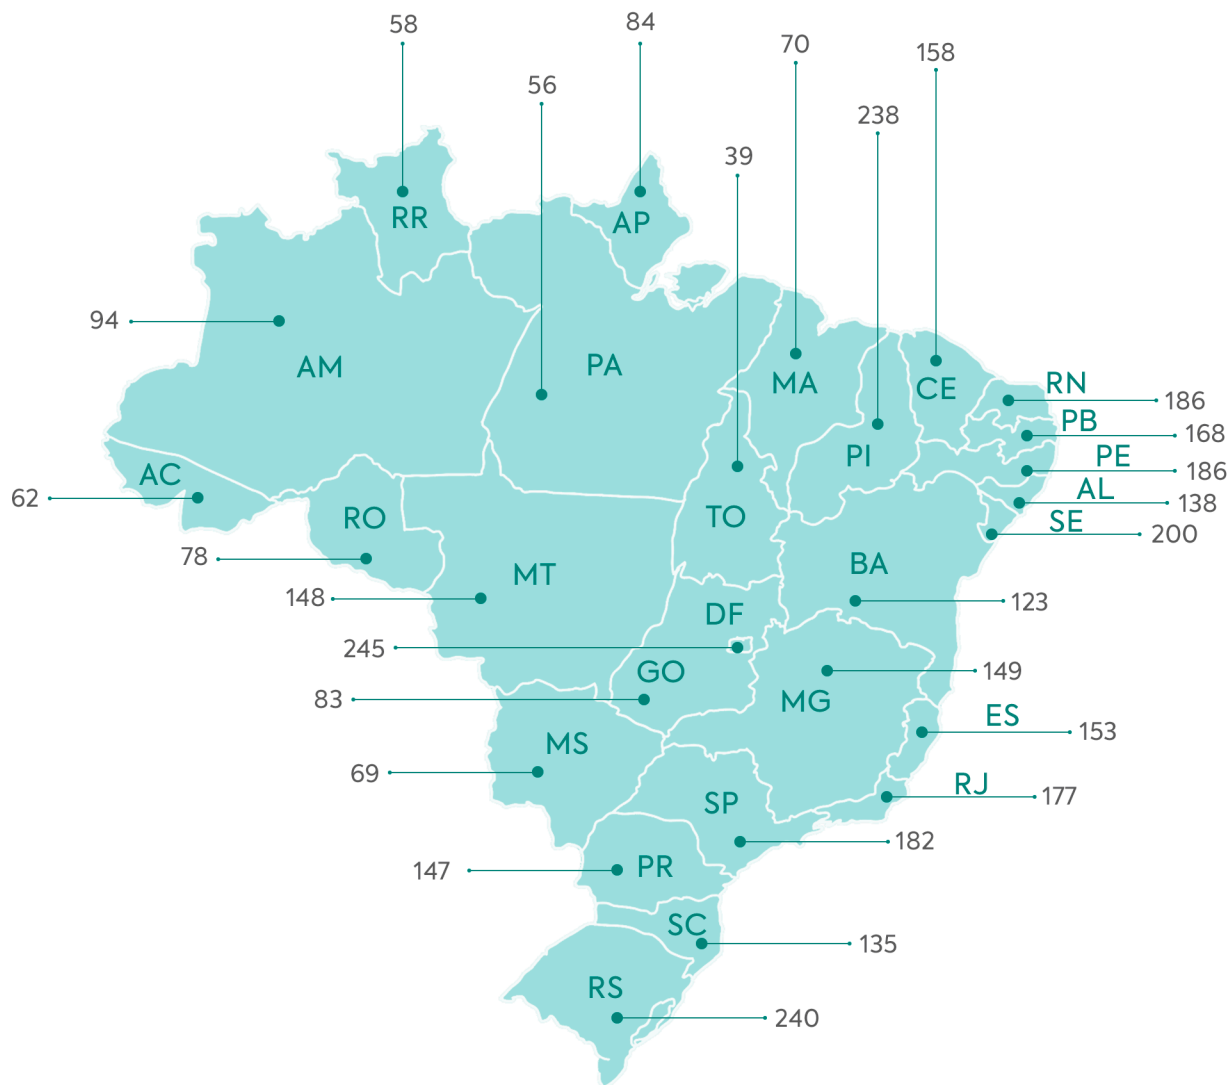 58
84
70
158
56
238
39
RR
AP
94
AM
PA
MA
CE
RN
186
PB
168
PI
PE
186
AC
62
AL
138
RO
TO
SE
200
78
BA
MT
148
123
DF
245
GO
149
83
MG
ES
153
MS
69
RJ
177
SP
182
147
PR
SC
135
RS
240